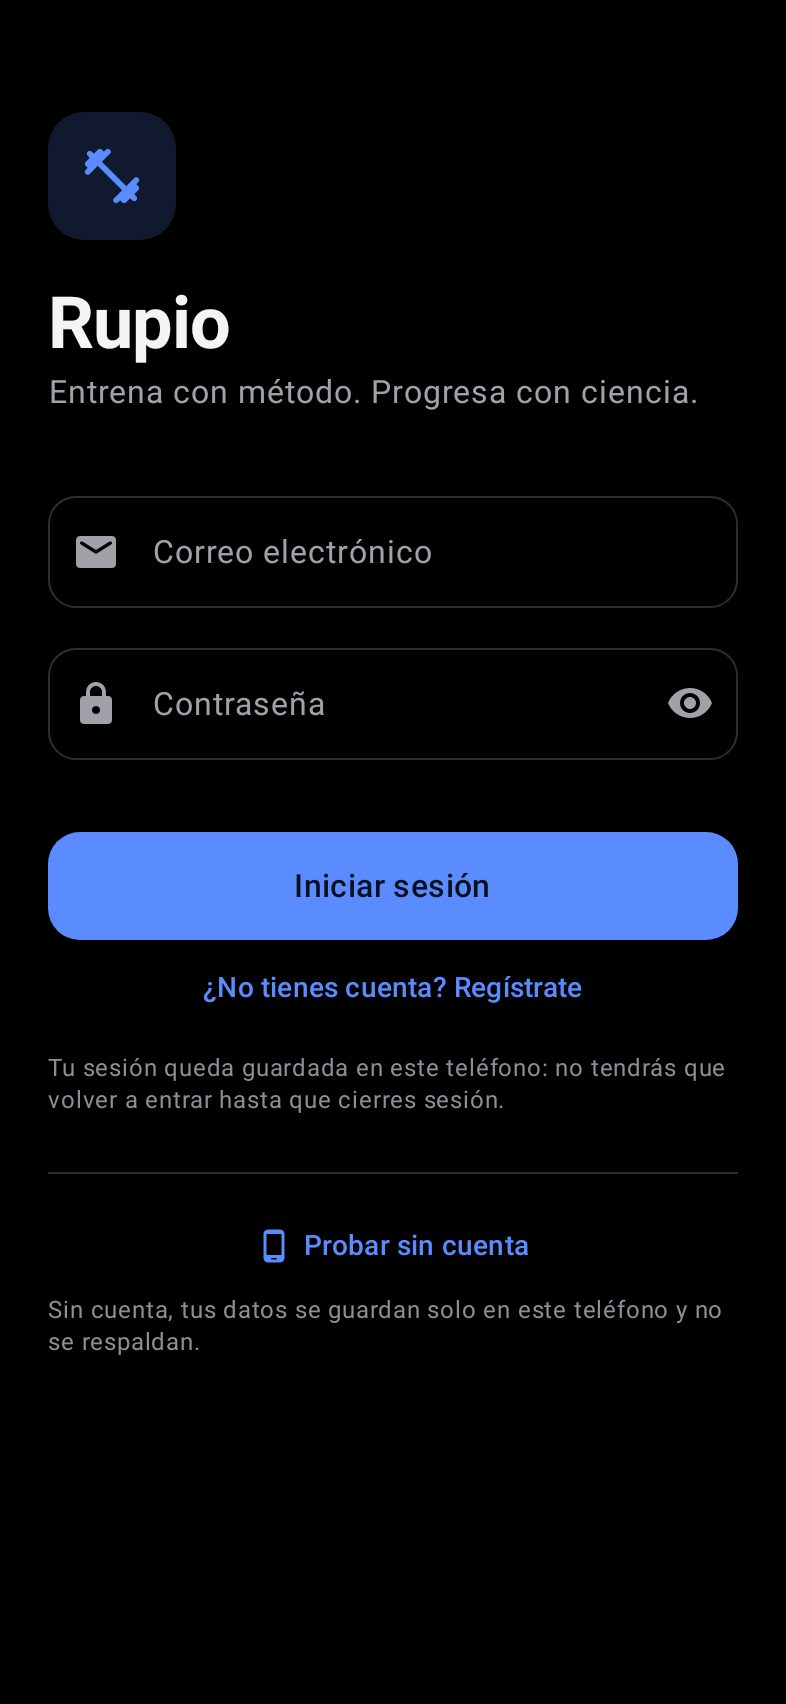 Rupio
Entrena con método. Progresa con ciencia.
Correo electrónico
Contraseña
Iniciar sesión
¿No tienes cuenta? Regístrate
Tu sesión queda guardada en este teléfono: no tendrás que
volver a entrar hasta que cierres sesión.
Probar sin cuenta
Sin cuenta, tus datos se guardan solo en este teléfono y no
se respaldan.